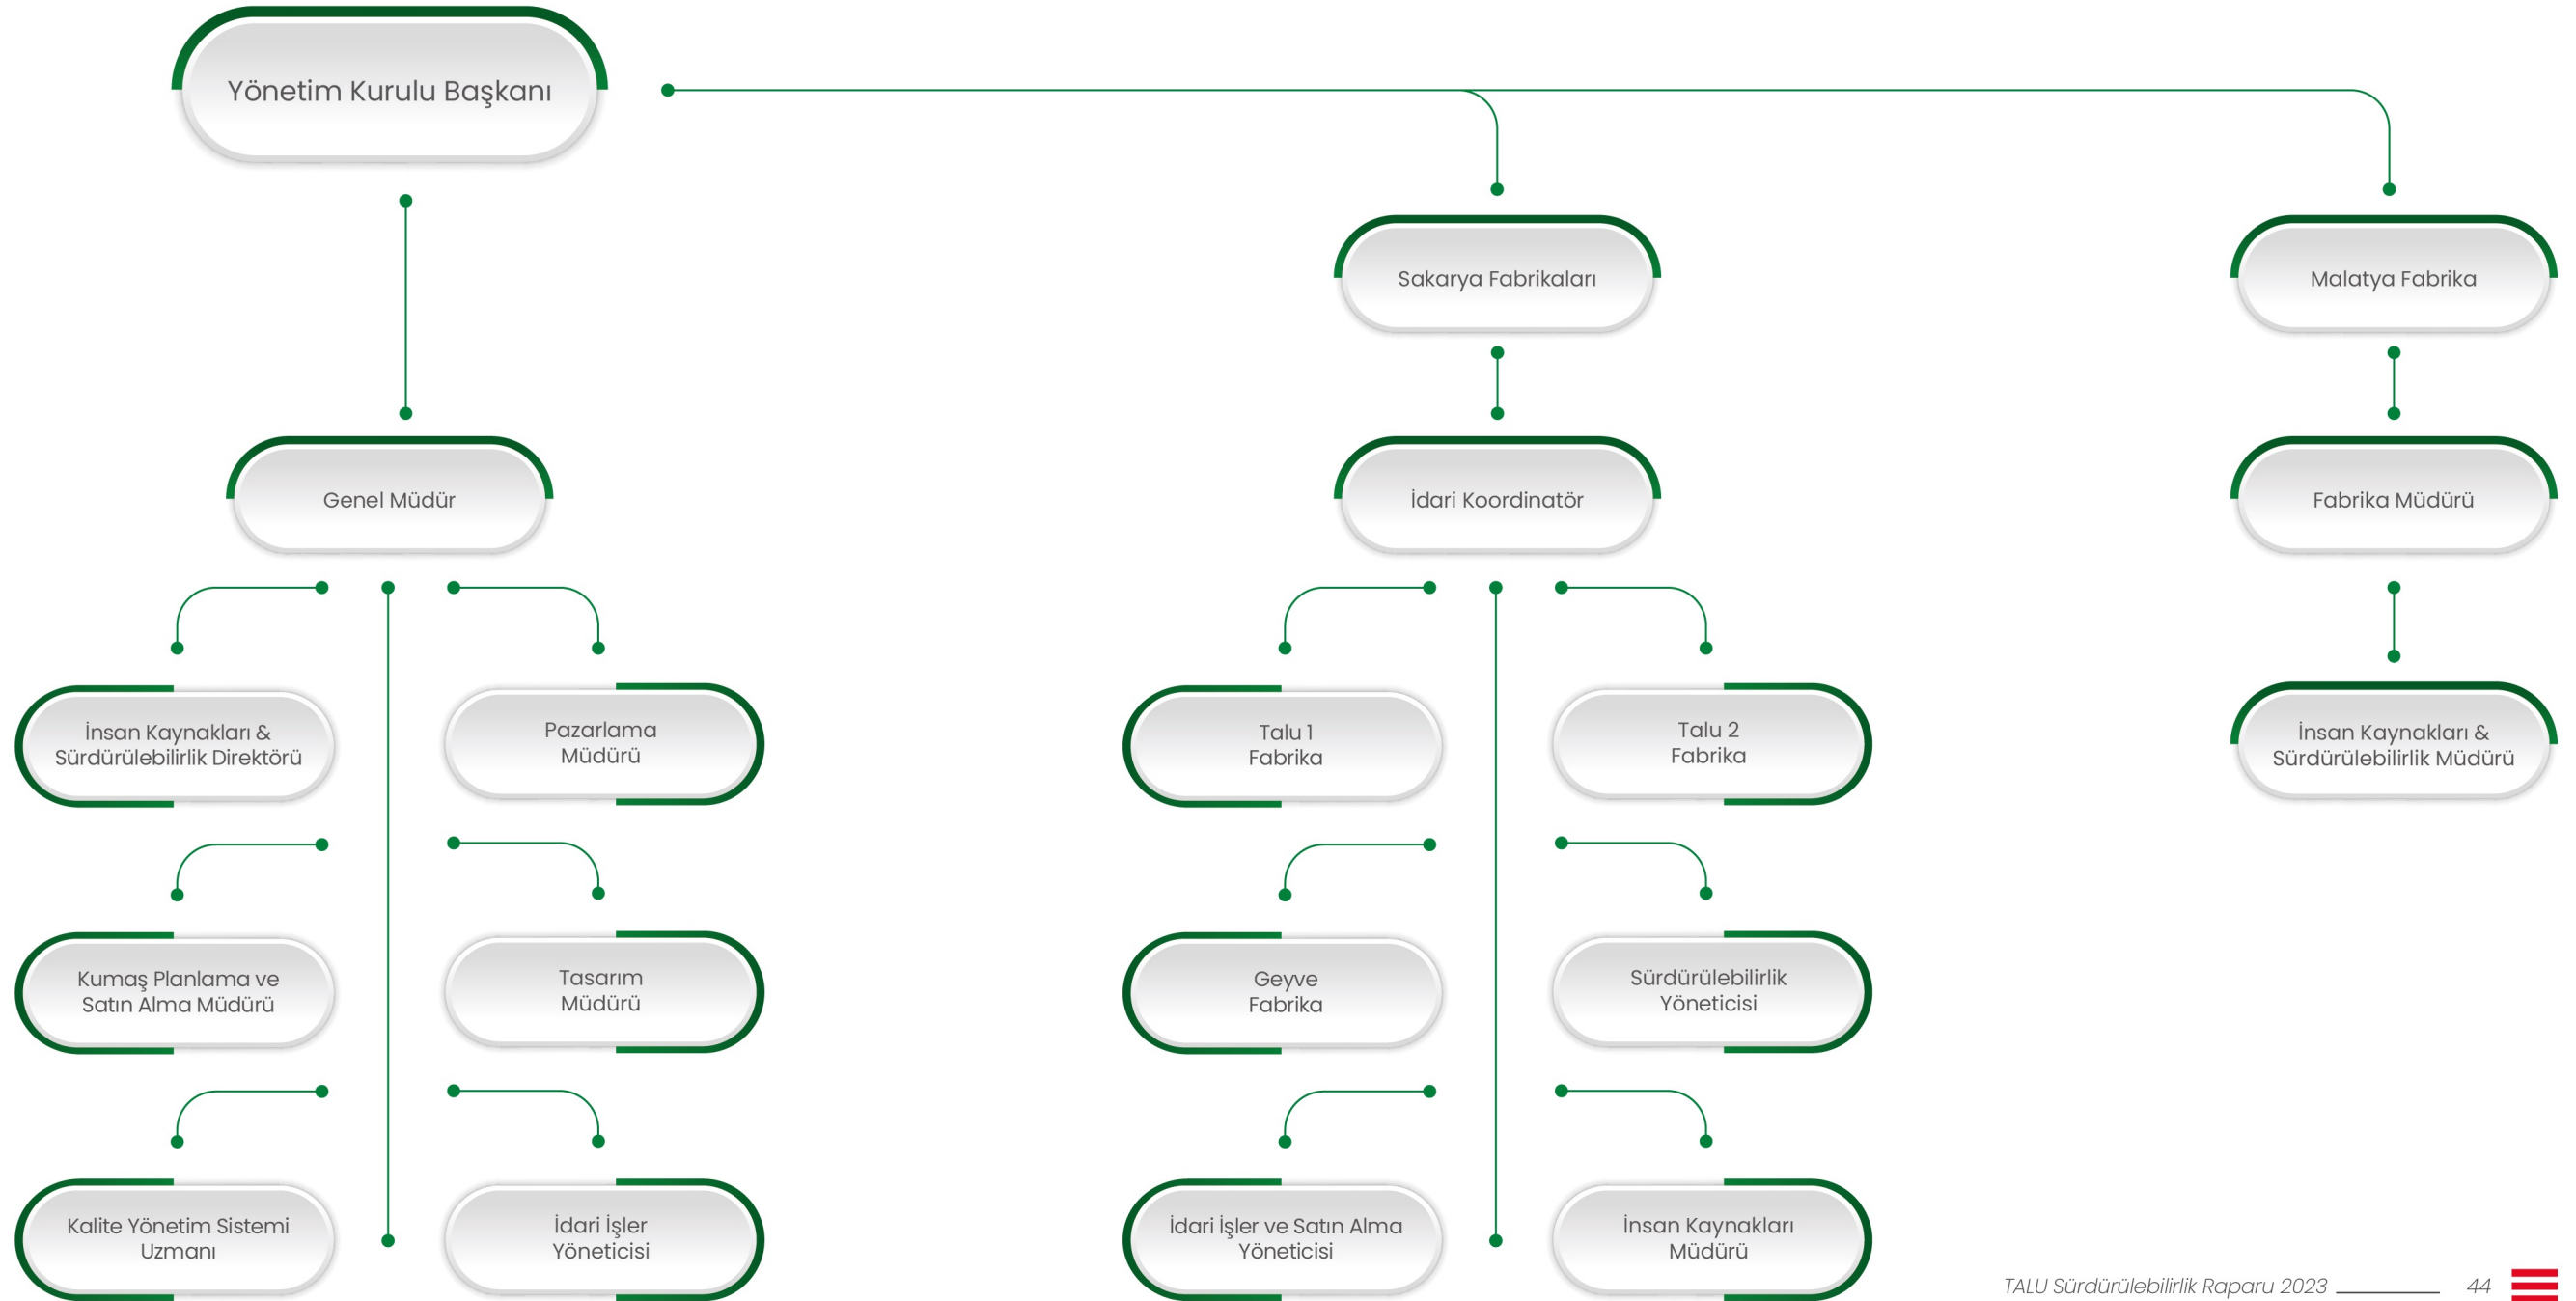 Yönetim Kurulu Başkanı
Sakarya Fabrikaları
Malatya Fabrika
Genel Müdür
İdari Koordinatör
Fabrika Müdürü
İnsan Kaynakları &
Sürdürülebilirlik Direktörü
Pazarlama
Müdürü
Talu 1
Fabrika
Talu 2
Fabrika
İnsan Kaynakları &
Sürdürülebilirlik Müdürü
Kumaş Planlama ve
Satın Alma Müdürü
Tasarım
Müdürü
Geyve
Fabrika
Sürdürülebilirlik
Yöneticisi
Kalite Yönetim Sistemi
Uzmanı
İdari İşler
Yöneticisi
İdari İşler ve Satın Alma
Yöneticisi
İnsan Kaynakları
Müdürü
TALU Sürdürülebilirlik Raparu 2023 44